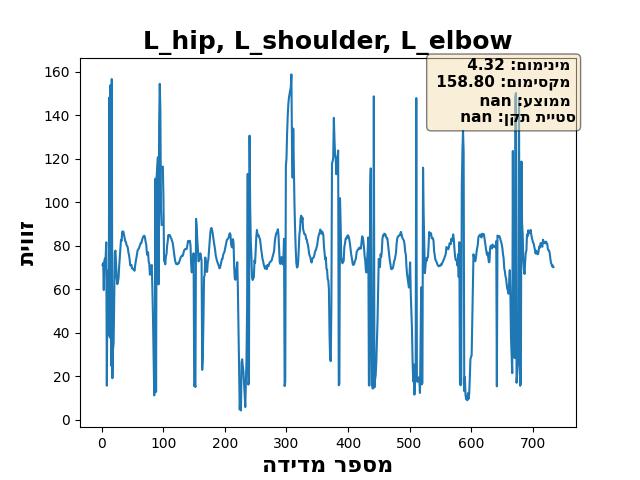 L_hip, L_shoulder, L_elbow
מינימום: 4.32
מקסימום: 158.80
ממוצע: nan
סטיית תקן: nan
160
140
120
100
80
60
40
20
0
זווית
0 100 200 300 400 500 600 700
מספר מדידה